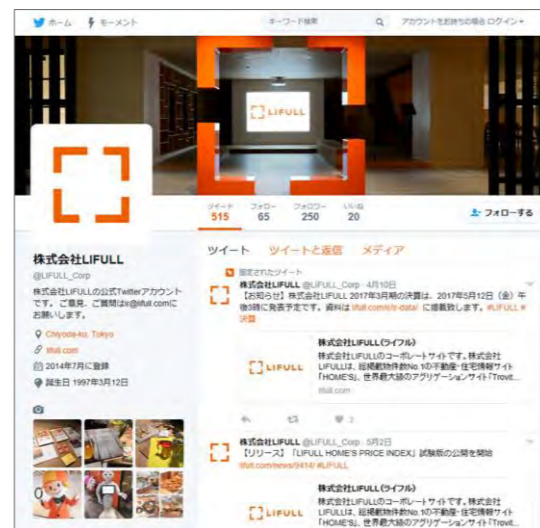 ホーム
モーメント
キーワード検索
アカウントをお持ちの場合 ログイン
LIFULL
ツイート
515
フォロー
65
フォロワー
250
いいね
20
フォローする
株式会社LIFULL
@LIFULL_Corp
株式会社LIFULLの公式Twitterアカウント
です。ご意見、ご質問はir@lifull.comに
お願いします。
Chiyoda-ku, Tokyo
lifull.com
2014年7月に登録
誕生日 1997年3月12日
ツイート ツイートと返信 メディア
固定されたツイート
株式会社LIFULL @LIFULL_Corp · 4月10日
【お知らせ】株式会社LIFULL 2017年3月期の決算は、2017年5月12日（金）午
後3時に発表予定です。資料は lifull.com/ir/ir-data/ に掲載致します。#LIFULL #
決算
LIFULL
株式会社LIFULL(ライフル)
株式会社LIFULLのコーポレートサイトです。株式会社
LIFULLは、総掲載物件数No.1の不動産・住宅情報サイト
「HOME'S」、世界最大級のアグリゲーションサイト「Trovit...
lifull.com
2
株式会社LIFULL @LIFULL_Corp · 5月2日
【リリース】「LIFULL HOME'S PRICE INDEX」試験版の公開を開始
lifull.com/news/9414/ #LIFULL
LIFULL
株式会社LIFULL(ライフル)
株式会社LIFULLのコーポレートサイトです。株式会社
LIFULLは、総掲載物件数No.1の不動産・住宅情報サイト
「HOME'S」、世界最大級のアグリゲーションサイト「Trovit...